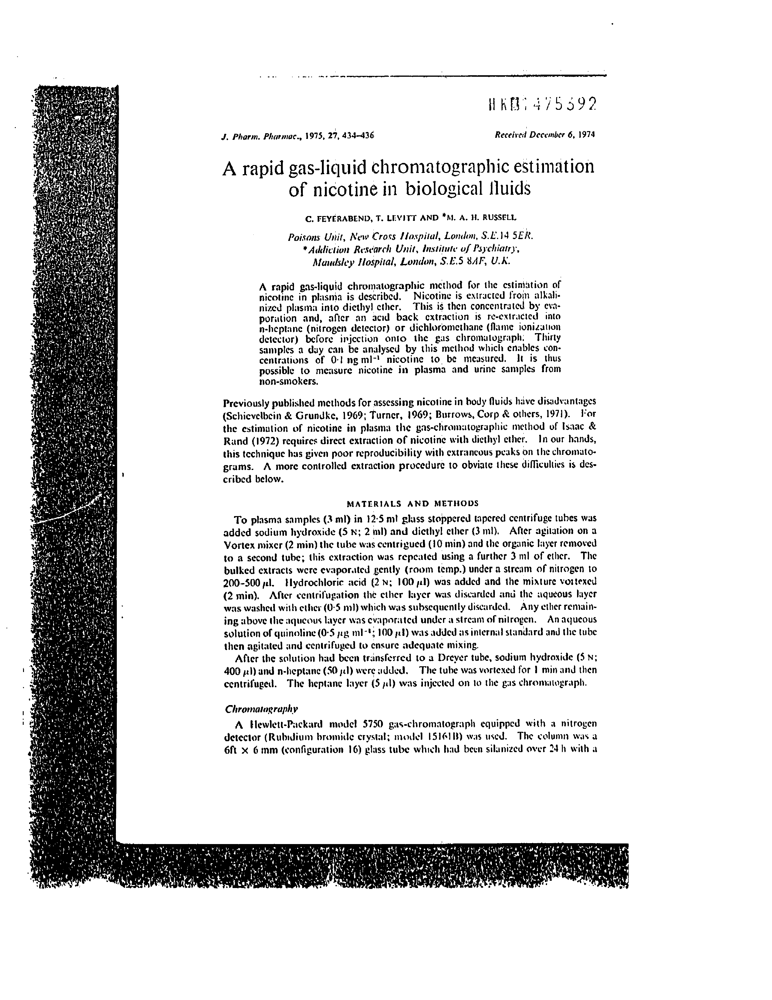 J. Pharm. Pharmac., 1975, 27, 434–436 Received December 6, 1974
A rapid gas-liquid chromatographic estimation
of nicotine in biological fluids
C. FEYERABEND, T. LEVITT AND *M. A. H. RUSSELL
Poisons Unit, New Cross Hospital, London, S.E.14 5ER.
*Addiction Research Unit, Institute of Psychiatry,
Maudsley Hospital, London, S.E.5 8AF, U.K.
A rapid gas-liquid chromatographic method for the estimation of
nicotine in plasma is described. Nicotine is extracted from alkali-
nized plasma into diethyl ether. This is then concentrated by eva-
poration and, after an acid back extraction is re-extracted into
n-heptane (nitrogen detector) or dichloromethane (flame ionization
detector) before injection onto the gas chromatograph. Thirty
samples a day can be analysed by this method which enables con-
centrations of 0·1 ng ml⁻¹ nicotine to be measured. It is thus
possible to measure nicotine in plasma and urine samples from
non-smokers.
Previously published methods for assessing nicotine in body fluids have disadvantages
(Schievelbein & Grundke, 1969; Turner, 1969; Burrows, Corp & others, 1971). For
the estimation of nicotine in plasma the gas-chromatographic method of Isaac &
Rand (1972) requires direct extraction of nicotine with diethyl ether. In our hands,
this technique has given poor reproducibility with extraneous peaks on the chromato-
grams. A more controlled extraction procedure to obviate these difficulties is des-
cribed below.
MATERIALS AND METHODS
To plasma samples (3 ml) in 12·5 ml glass stoppered tapered centrifuge tubes was
added sodium hydroxide (5 N; 2 ml) and diethyl ether (3 ml). After agitation on a
Vortex mixer (2 min) the tube was centrigued (10 min) and the organic layer removed
to a second tube; this extraction was repeated using a further 3 ml of ether. The
bulked extracts were evaporated gently (room temp.) under a stream of nitrogen to
200–500 μl. Hydrochloric acid (2 N; 100 μl) was added and the mixture vortexed
(2 min). After centrifugation the ether layer was discarded and the aqueous layer
was washed with ether (0·5 ml) which was subsequently discarded. Any ether remain-
ing above the aqueous layer was evaporated under a stream of nitrogen. An aqueous
solution of quinoline (0·5 μg ml⁻¹; 100 μl) was added as internal standard and the tube
then agitated and centrifuged to ensure adequate mixing.
After the solution had been transferred to a Dreyer tube, sodium hydroxide (5 N;
400 μl) and n-heptane (50 μl) were added. The tube was vortexed for 1 min and then
centrifuged. The heptane layer (5 μl) was injected on to the gas chromatograph.
Chromatography
A Hewlett-Packard model 5750 gas-chromatograph equipped with a nitrogen
detector (Rubidium bromide crystal; model 15161B) was used. The column was a
6ft × 6 mm (configuration 16) glass tube which had been silanized over 24 h with a